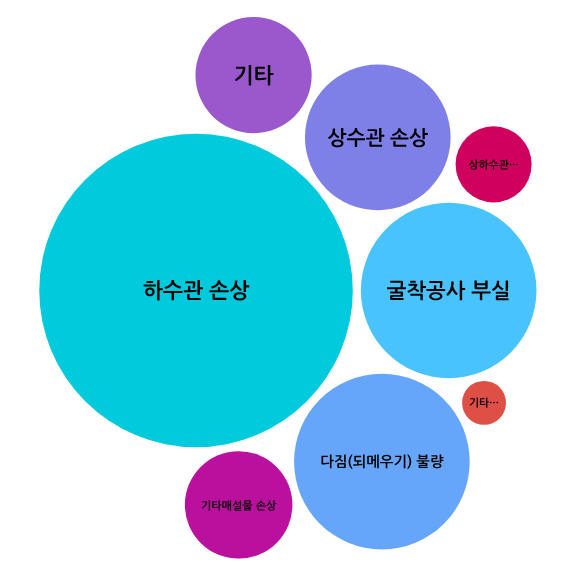 기타
상수관 손상
상하수관…
하수관 손상
굴착공사 부실
기타…
다짐(되메우기) 불량
기타매설물 손상